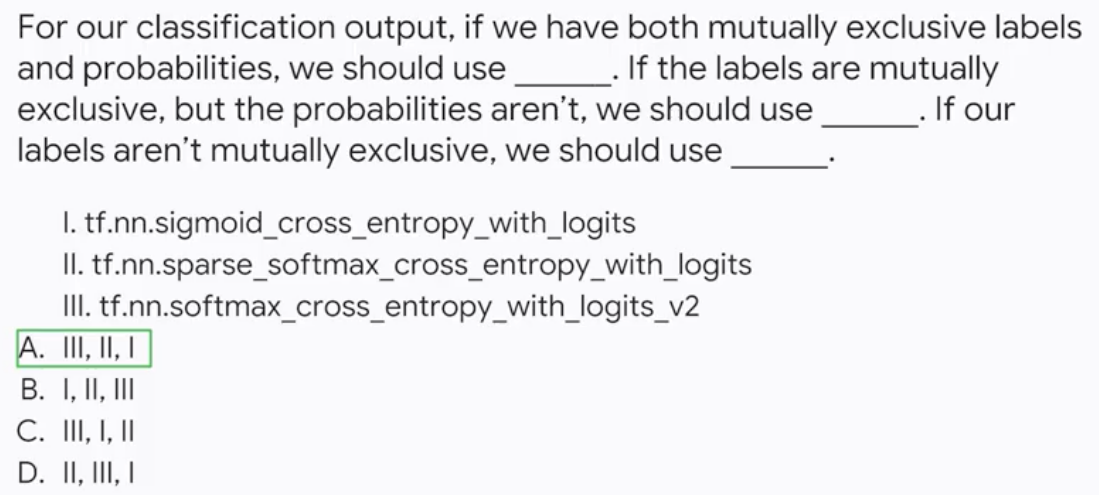 For our classification output, if we have both mutually exclusive labels
and probabilities, we should use ______. If the labels are mutually
exclusive, but the probabilities aren't, we should use ______. If our
labels aren't mutually exclusive, we should use ______.
I. tf.nn.sigmoid_cross_entropy_with_logits
II. tf.nn.sparse_softmax_cross_entropy_with_logits
III. tf.nn.softmax_cross_entropy_with_logits_v2
A. III, II, I
B. I, II, III
C. III, I, II
D. II, III, I